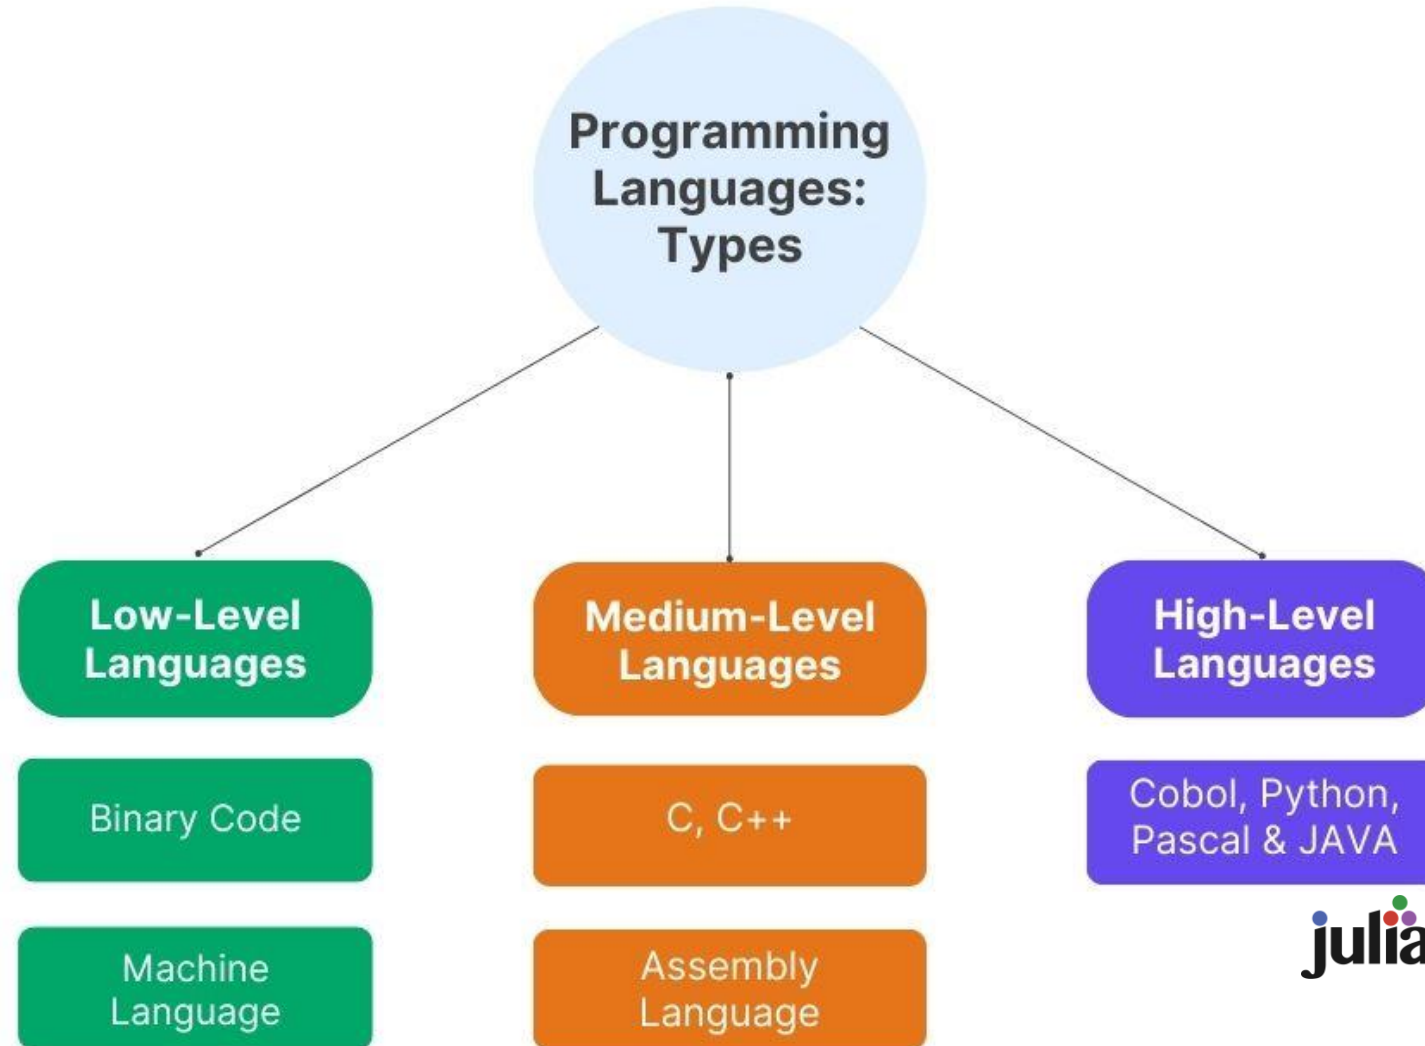 Programming
Languages:
Types
Low-Level
Languages
Medium-Level
Languages
High-Level
Languages
Binary Code
C, C++
Cobol, Python,
Pascal & JAVA
Machine
Language
Assembly
Language
julia